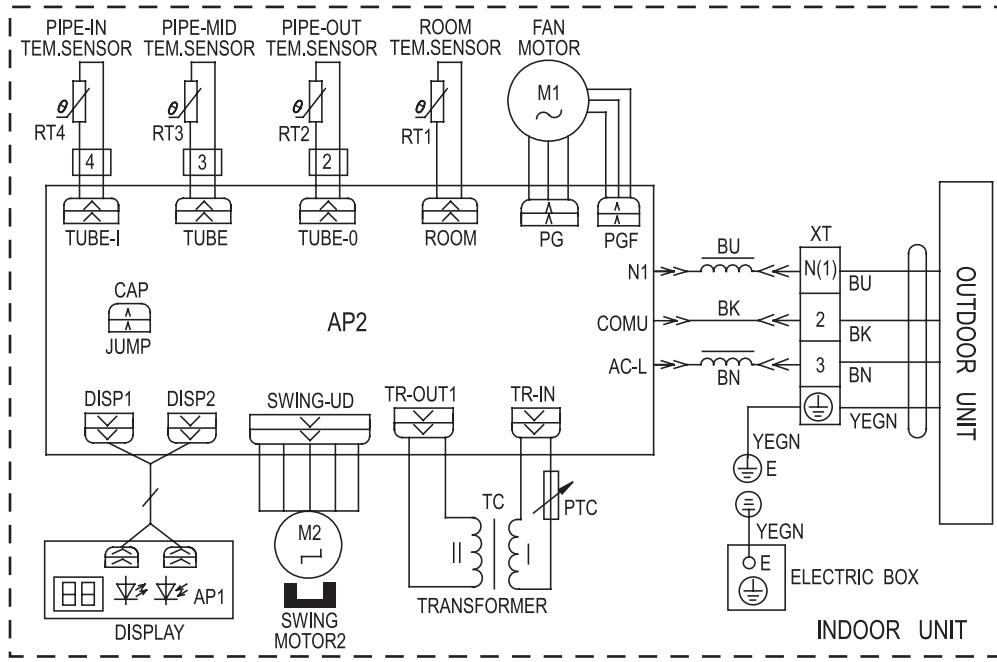 PIPE-IN
TEM.SENSOR
PIPE-MID
TEM.SENSOR
PIPE-OUT
TEM.SENSOR
ROOM
TEM.SENSOR
FAN
MOTOR
θ
RT4
θ
RT3
θ
RT2
θ
RT1
M1
4
3
2
TUBE-I
TUBE
TUBE-0
ROOM
PG
PGF
XT
N1
BU
N(1)
BU
COMU
BK
2
BK
AC-L
BN
3
BN
YEGN
OUTDOOR UNIT
CAP
JUMP
AP2
DISP1
DISP2
SWING-UD
TR-OUT1
TR-IN
YEGN
E
YEGN
E
ELECTRIC BOX
M2
TC
PTC
II
I
TRANSFORMER
AP1
DISPLAY
SWING
MOTOR2
INDOOR UNIT